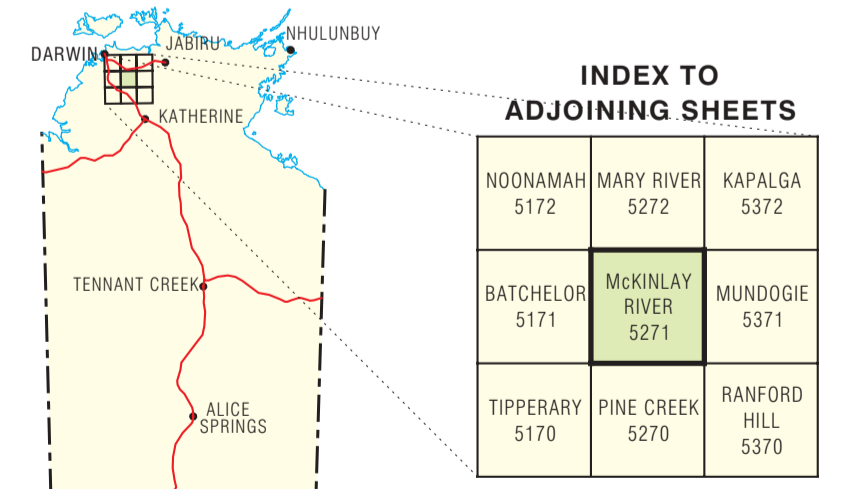 DARWIN
JABIRU
NHULUNBUY
KATHERINE
TENNANT CREEK
ALICE
SPRINGS
INDEX TO
ADJOINING SHEETS
NOONAMAH
5172
MARY RIVER
5272
KAPALGA
5372
BATCHELOR
5171
McKINLAY
RIVER
5271
MUNDOGIE
5371
TIPPERARY
5170
PINE CREEK
5270
RANFORD
HILL
5370